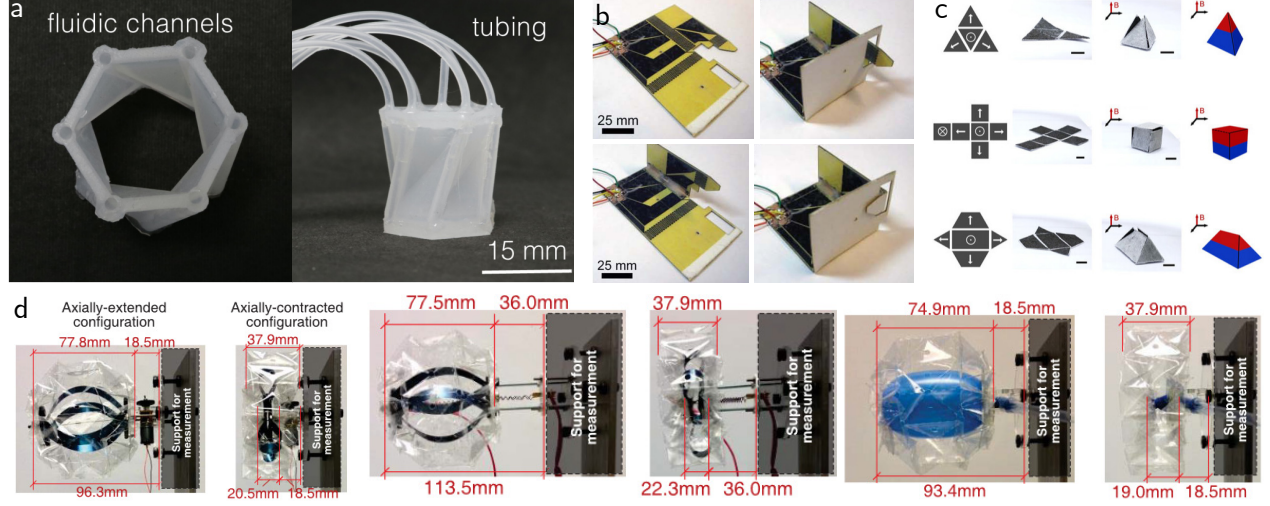 a
fluidic channels
tubing
15 mm
b
25 mm
25 mm
c
B
B
B
B
B
B
d
Axially-extended
configuration
77.8mm
18.5mm
Support for
measurement
96.3mm
Axially-contracted
configuration
37.9mm
Support for
measurement
20.5mm
18.5mm
77.5mm
36.0mm
Support for
measurement
113.5mm
37.9mm
Support for
measurement
22.3mm
36.0mm
74.9mm
18.5mm
Support for
measurement
93.4mm
37.9mm
Support for
measurement
19.0mm
18.5mm